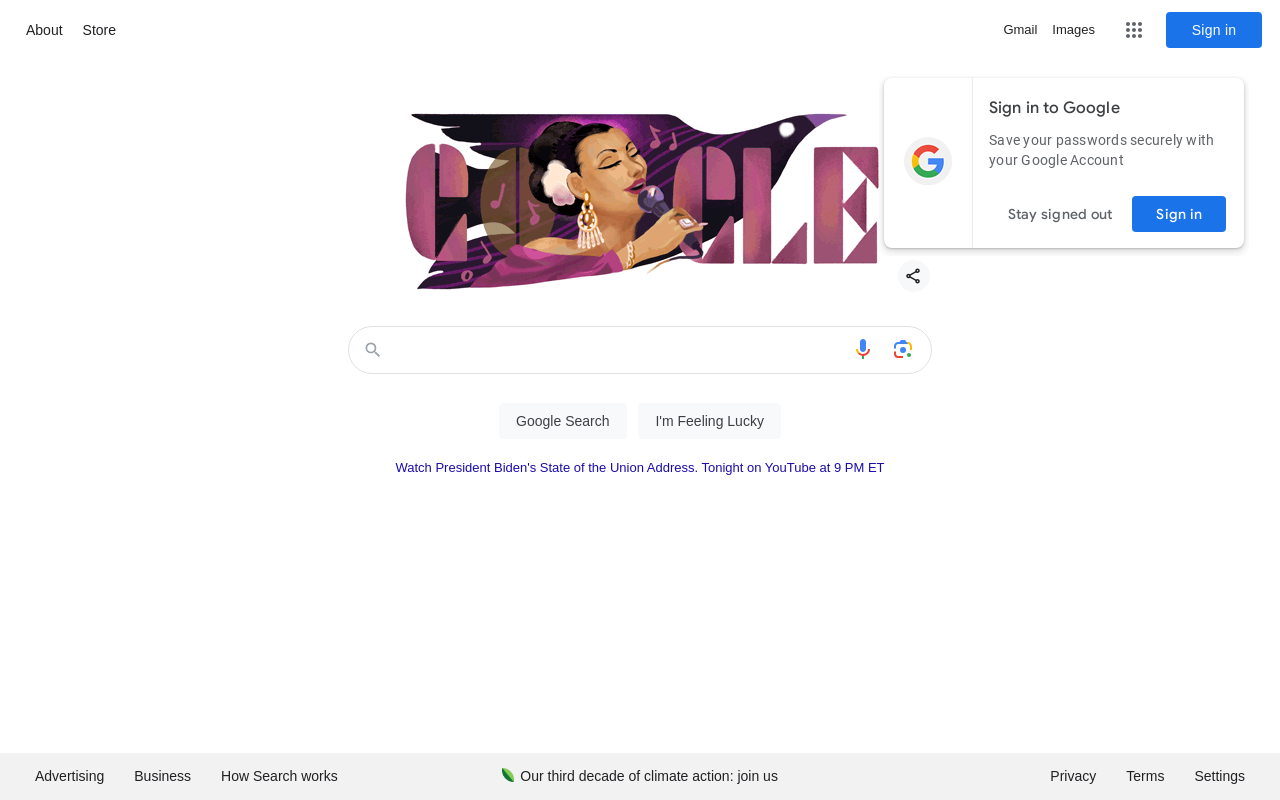 About Store
Gmail Images Sign in
Sign in to Google
Save your passwords securely with
your Google Account
Stay signed out Sign in
GOOGLE
Google Search I'm Feeling Lucky
Watch President Biden's State of the Union Address. Tonight on YouTube at 9 PM ET
Advertising Business How Search works Our third decade of climate action: join us Privacy Terms Settings